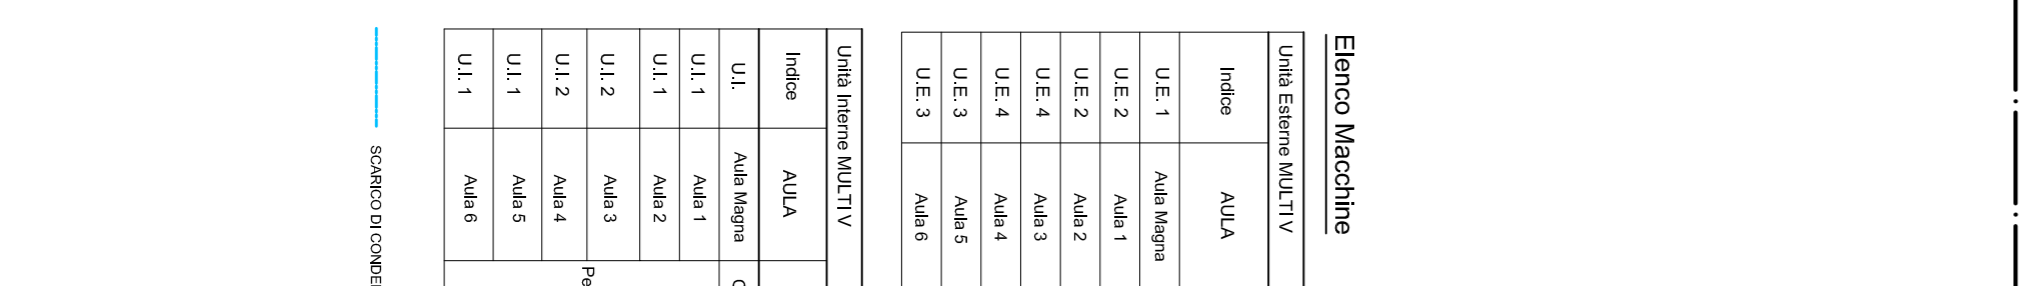 Elenco Macchine
Unità Esterne MULTI V
Indice AULA
U.E. 1 Aula Magna
U.E. 2 Aula 1
U.E. 2 Aula 2
U.E. 4 Aula 3
U.E. 4 Aula 4
U.E. 3 Aula 5
U.E. 3 Aula 6
Unità Interne MULTI V
Indice AULA
U.I. Aula Magna
U.I. 1 Aula 1
U.I. 1 Aula 2
U.I. 2 Aula 3
U.I. 2 Aula 4
U.I. 1 Aula 5
U.I. 1 Aula 6
SCARICO DI